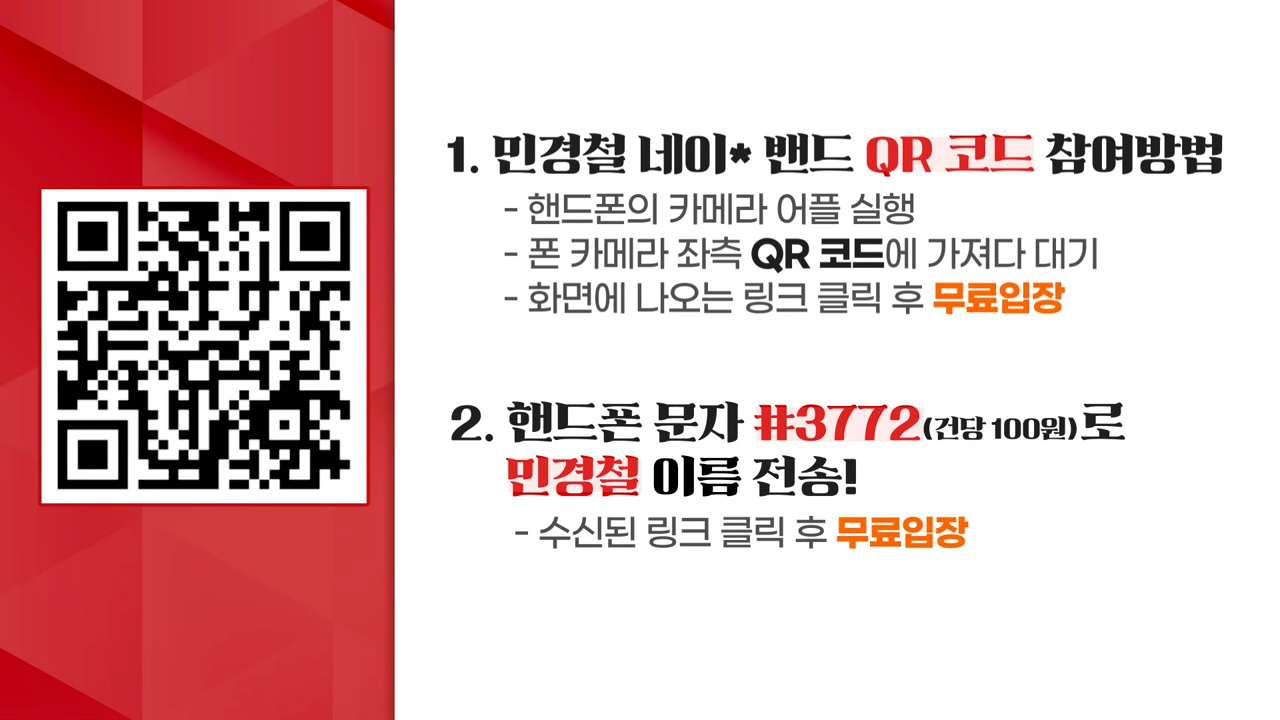 1. 민경철 네이* 밴드 QR 코드 참여방법
- 핸드폰의 카메라 어플 실행
- 폰 카메라 좌측 QR 코드에 가져다 대기
- 화면에 나오는 링크 클릭 후 무료입장
2. 핸드폰 문자 #3772(건당 100원)로
민경철 이름 전송!
- 수신된 링크 클릭 후 무료입장